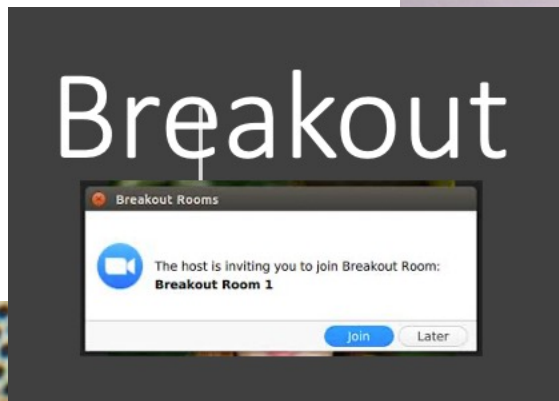 Breakout
Breakout Rooms
The host is inviting you to join Breakout Room:
Breakout Room 1
Join
Later